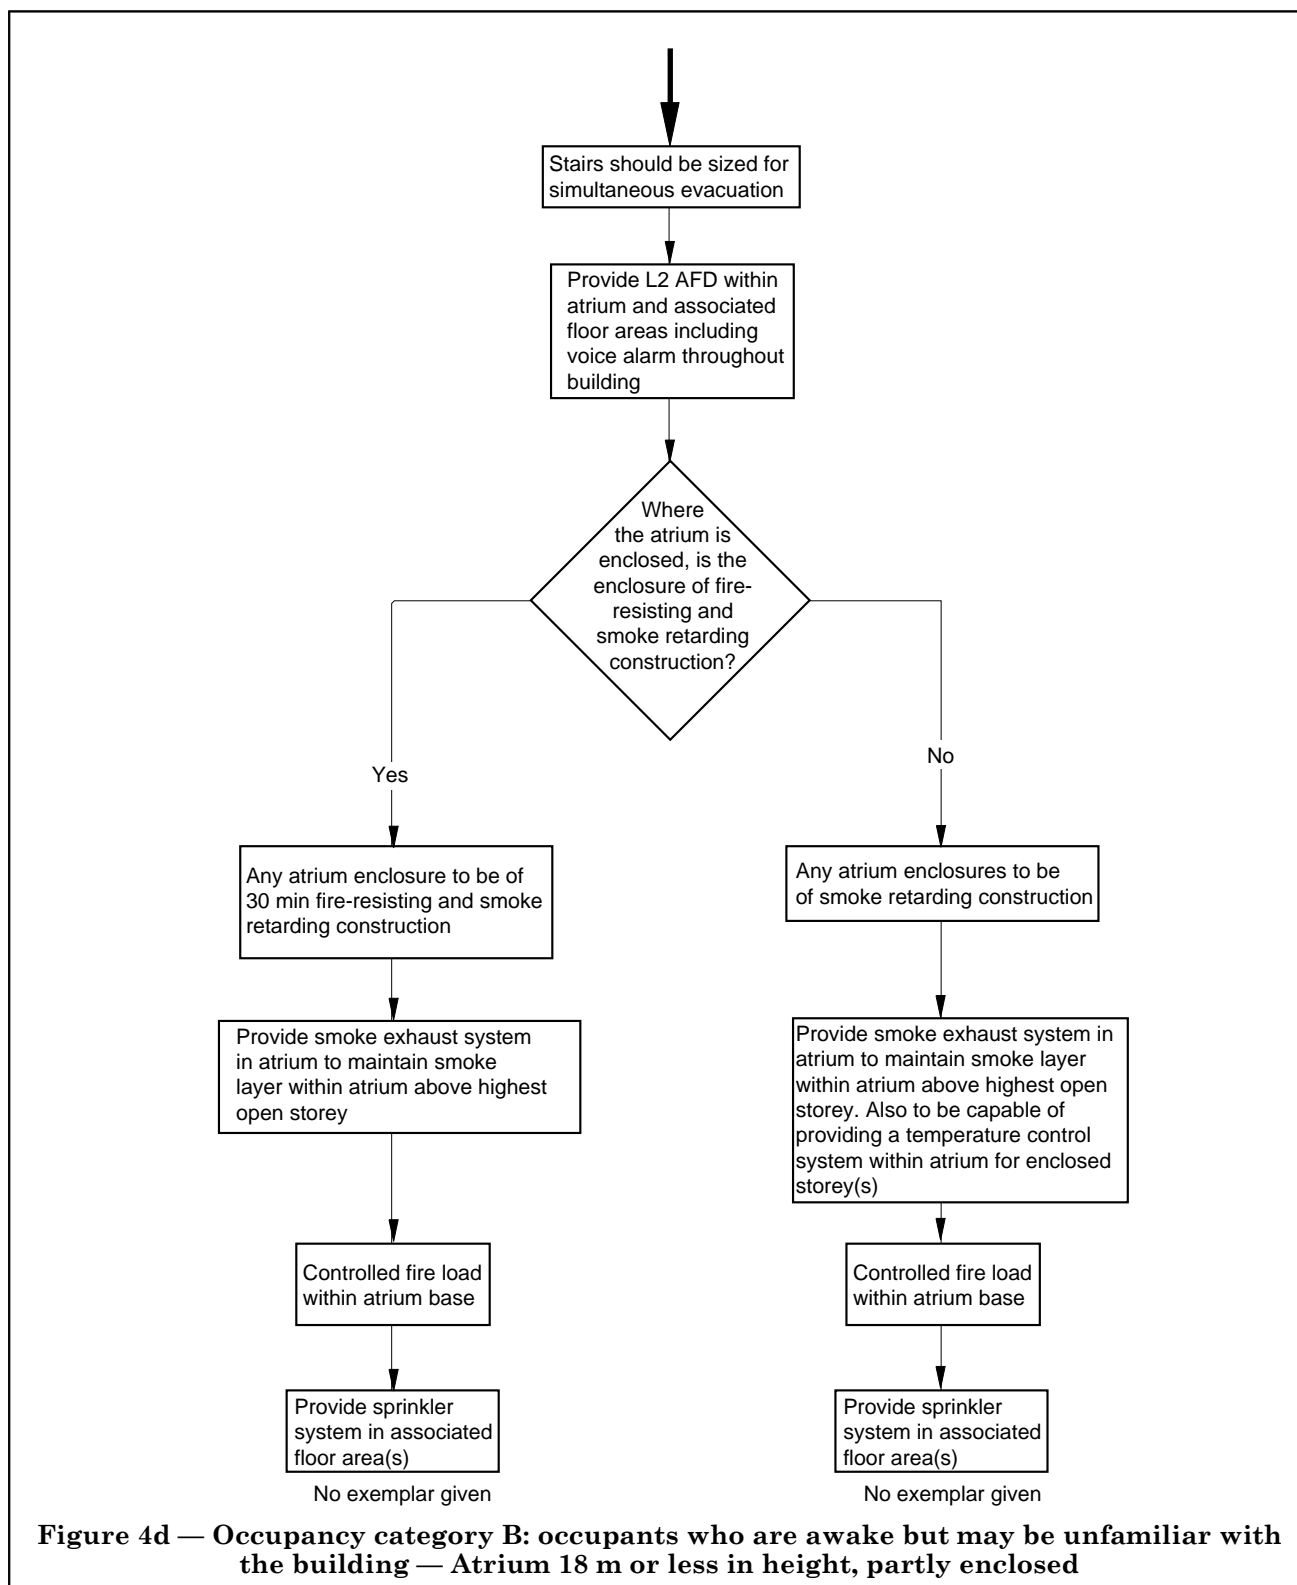 Stairs should be sized for
simultaneous evacuation
Provide L2 AFD within
atrium and associated
floor areas including
voice alarm throughout
building
Where
the atrium is
enclosed, is the
enclosure of fire-
resisting and
smoke retarding
construction?
Yes
No
Any atrium enclosure to be of
30 min fire-resisting and smoke
retarding construction
Any atrium enclosures to be
of smoke retarding construction
Provide smoke exhaust system
in atrium to maintain smoke
layer within atrium above highest
open storey
Provide smoke exhaust system in
atrium to maintain smoke layer
within atrium above highest open
storey. Also to be capable of
providing a temperature control
system within atrium for enclosed
storey(s)
Controlled fire load
within atrium base
Controlled fire load
within atrium base
Provide sprinkler
system in associated
floor area(s)
Provide sprinkler
system in associated
floor area(s)
No exemplar given
No exemplar given
Figure 4d — Occupancy category B: occupants who are awake but may be unfamiliar with
the building — Atrium 18 m or less in height, partly enclosed